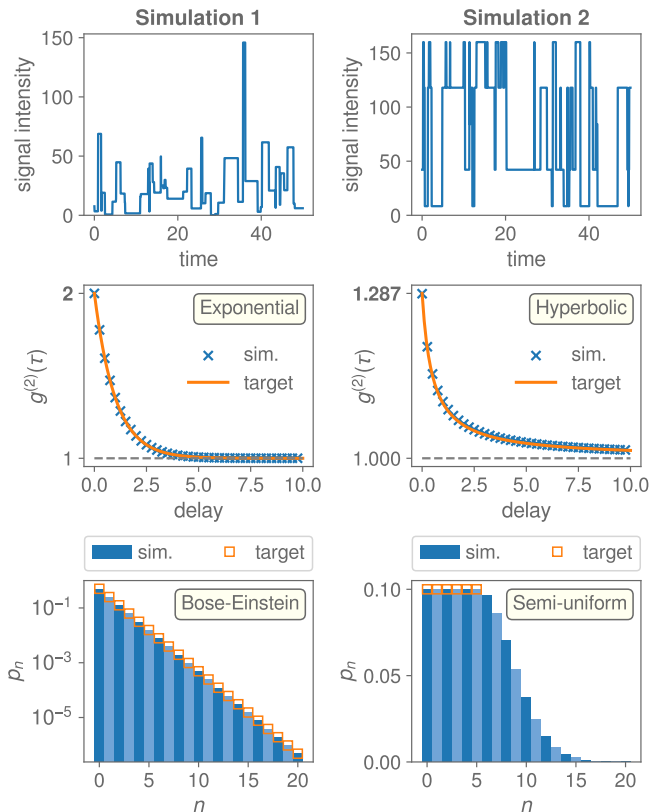 Simulation 1
Simulation 2
150
100
50
0
signal intensity
0
20
40
time
150
100
50
0
signal intensity
0
20
40
time
2
1
g⁽²⁾(τ)
Exponential
sim.
target
0.0
2.5
5.0
7.5
10.0
delay
1.287
1.000
g⁽²⁾(τ)
Hyperbolic
sim.
target
0.0
2.5
5.0
7.5
10.0
delay
sim.
target
Bose-Einstein
10⁻¹
10⁻³
10⁻⁵
pₙ
0
5
10
15
20
n
sim.
target
Semi-uniform
0.10
0.05
0.00
pₙ
0
5
10
15
20
n